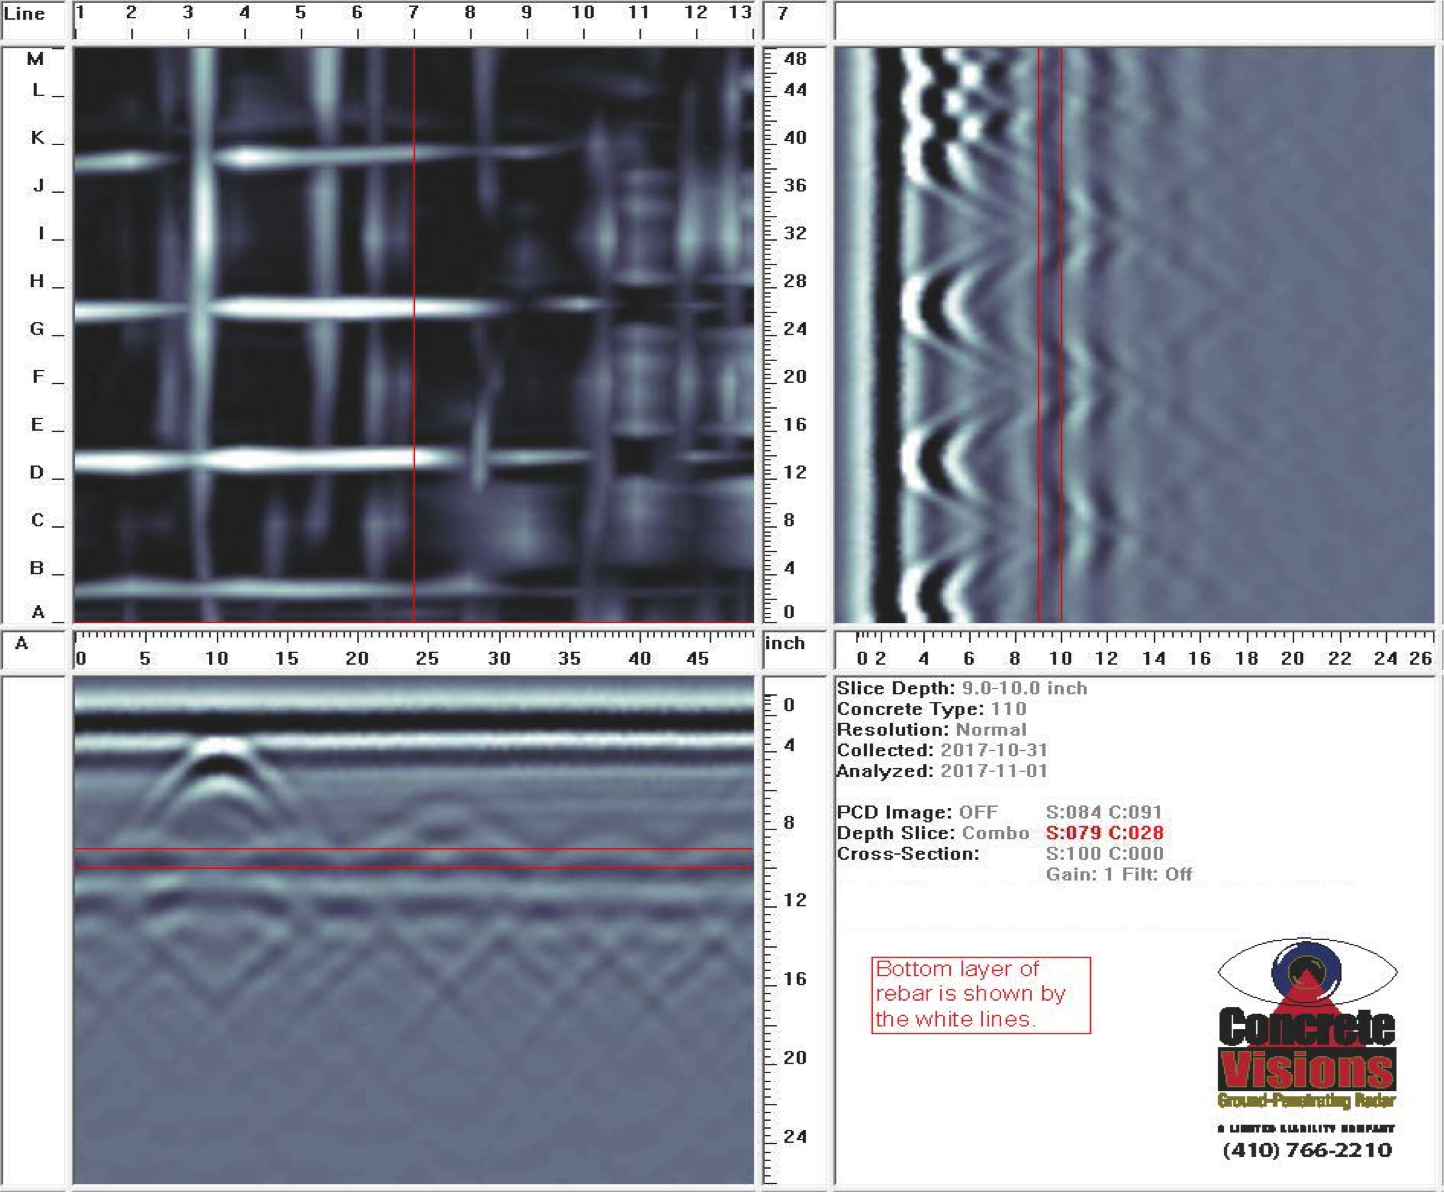 Line 1 2 3 4 5 6 7 8 9 10 11 12 13 7
M
L
K
J
I
H
G
F
E
D
C
B
A
48
44
40
36
32
28
24
20
16
12
8
4
0
A 0 5 10 15 20 25 30 35 40 45 inch 0 2 4 6 8 10 12 14 16 18 20 22 24 26
0
4
8
12
16
20
24
Slice Depth: 9.0-10.0 inch
Concrete Type: 110
Resolution: Normal
Collected: 2017-10-31
Analyzed: 2017-11-01
PCD Image: OFF S:084 C:091
Depth Slice: Combo S:079 C:028
Cross-Section: S:100 C:000
Gain: 1 Filt: Off
Bottom layer of
rebar is shown by
the white lines.
Concrete
Visions
Ground-Penetrating Radar
A LIMITED LIABILITY COMPANY
(410) 766-2210